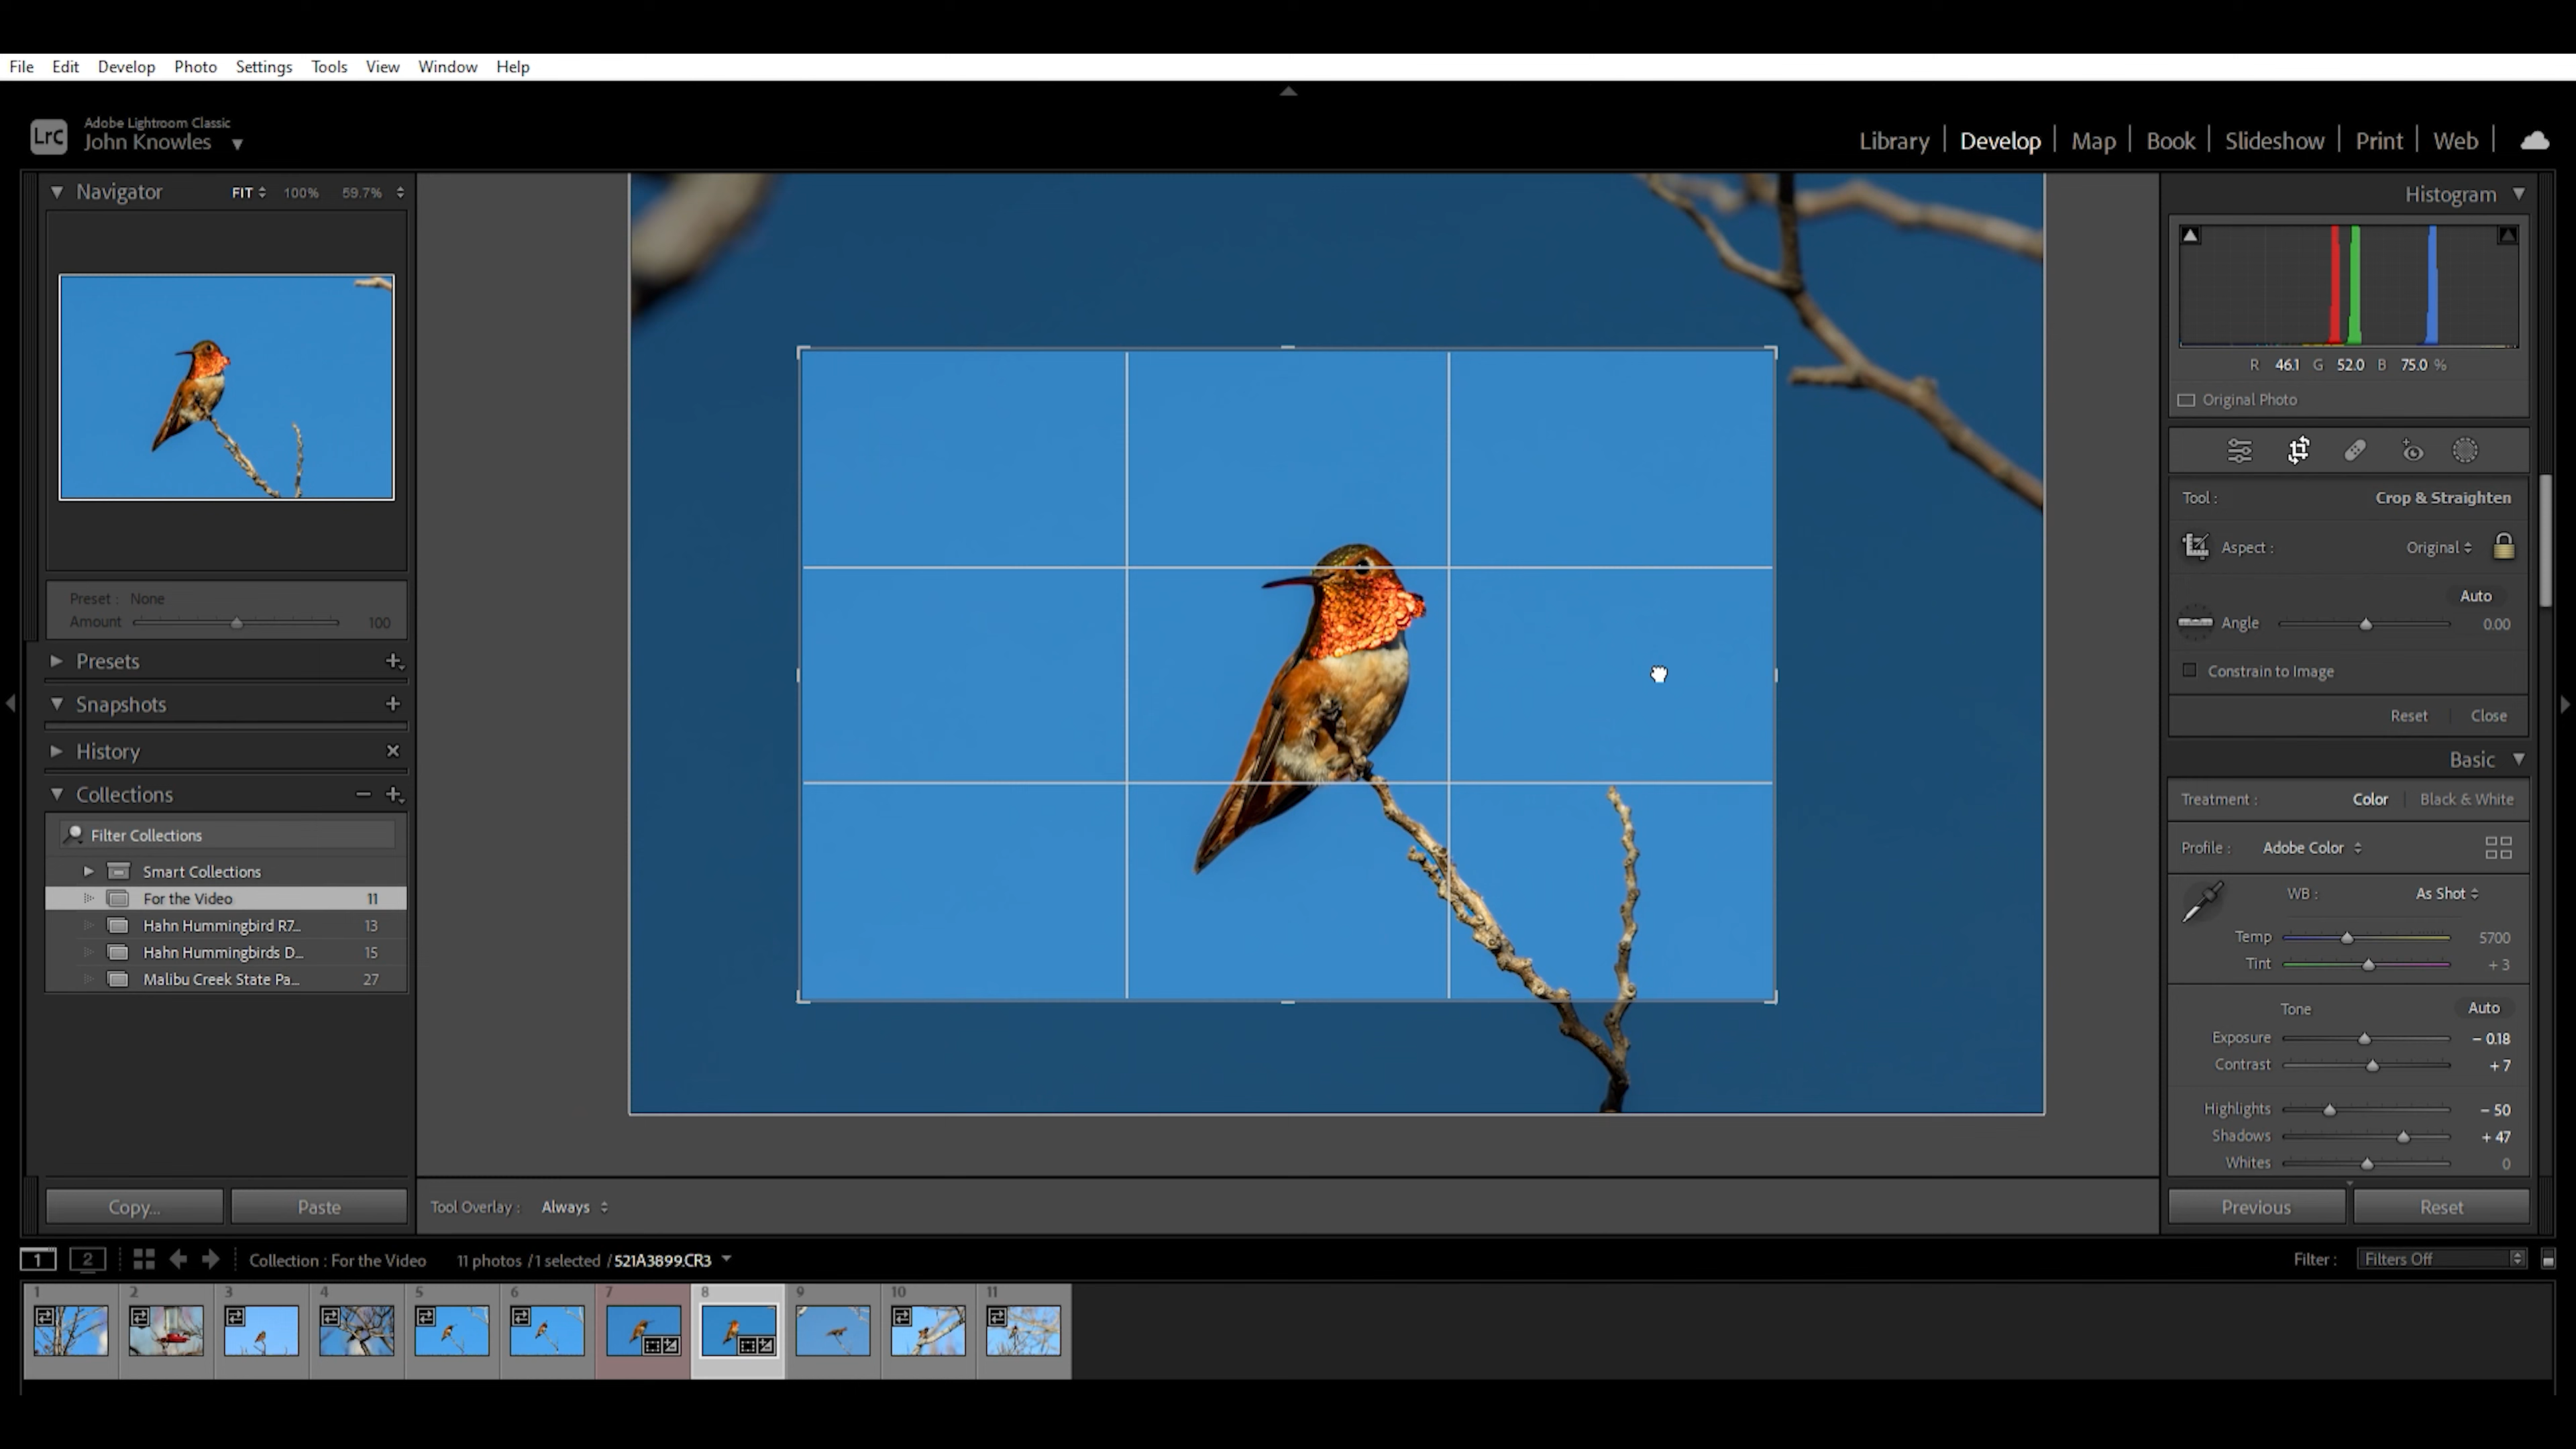 File Edit Develop Photo Settings Tools View Window Help
LrC
Adobe Lightroom Classic
John Knowles
Library | Develop | Map | Book | Slideshow | Print | Web |
Navigator FIT 100% 59.7%
Preset : None
Amount 100
Presets
Snapshots
History
Collections
Filter Collections
Smart Collections
For the Video 11
Hahn Hummingbird R7... 13
Hahn Hummingbirds D... 15
Malibu Creek State Pa... 27
Copy... Paste
Tool Overlay : Always
Histogram
R 46.1 G 52.0 B 75.0 %
Original Photo
Tool : Crop & Straighten
Aspect : Original
Auto
Angle 0.00
Constrain to Image
Reset Close
Basic
Treatment : Color Black & White
Profile : Adobe Color
WB : As Shot
Temp 5700
Tint + 3
Tone Auto
Exposure - 0.18
Contrast + 7
Highlights - 50
Shadows + 47
Whites 0
Previous Reset
1 2 Collection : For the Video 11 photos / 1 selected / 521A3899.CR3
Filter : Filters Off
1 2 3 4 5 6 7 8 9 10 11